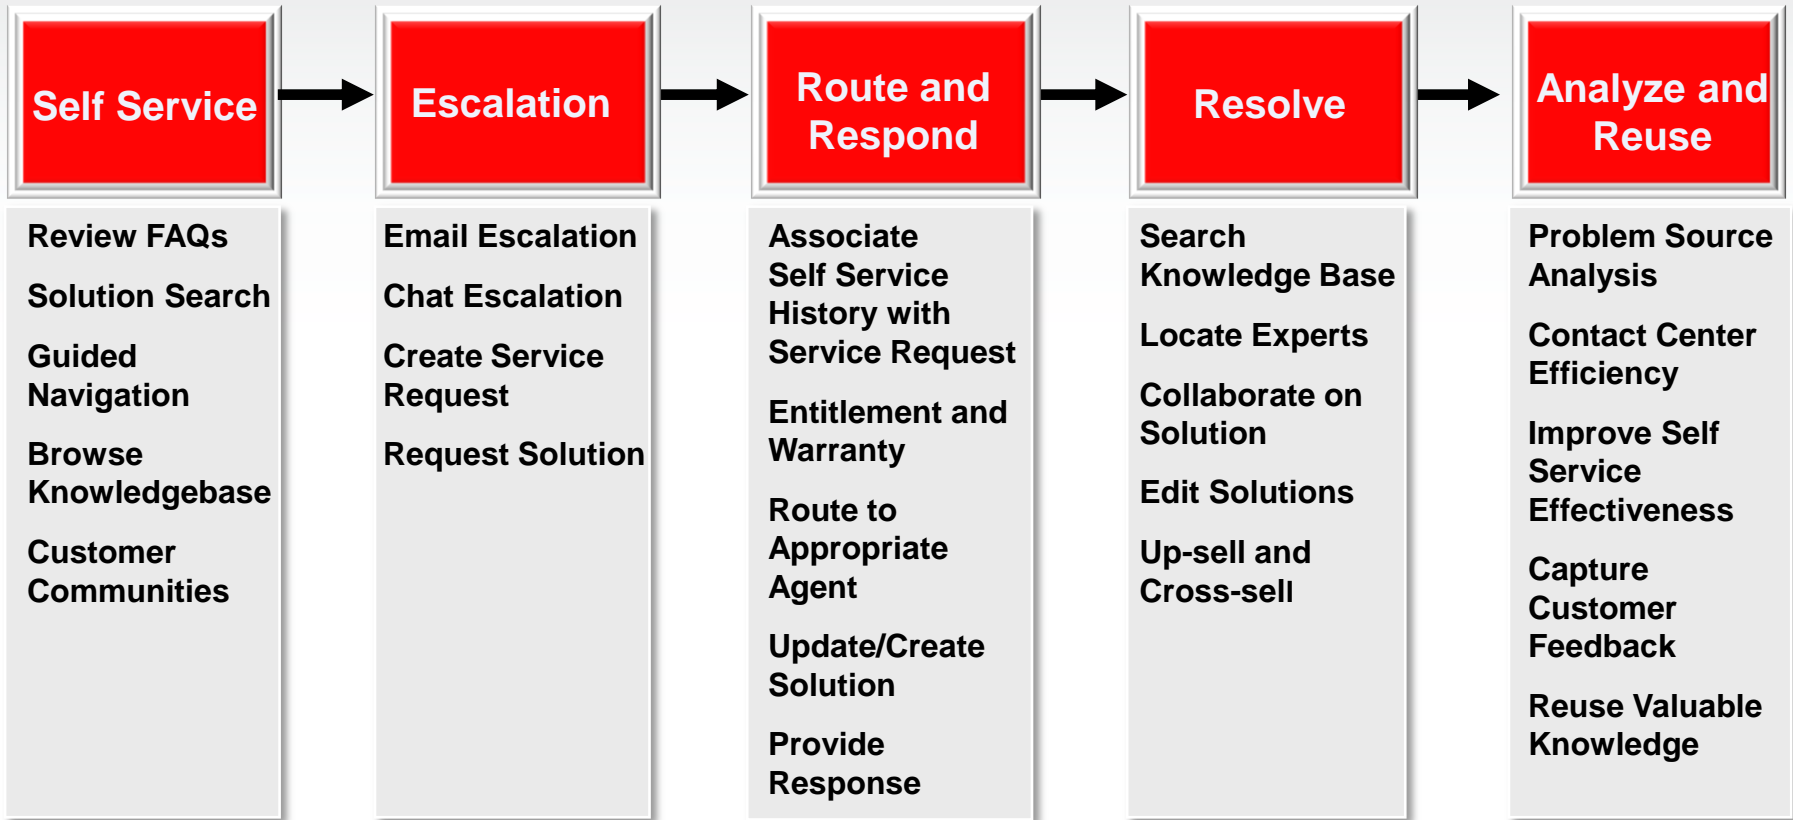 Self Service
Review FAQs
Solution Search
Guided
Navigation
Browse
Knowledgebase
Customer
Communities
Escalation
Email Escalation
Chat Escalation
Create Service
Request
Request Solution
Route and
Respond
Associate
Self Service
History with
Service Request
Entitlement and
Warranty
Route to
Appropriate
Agent
Update/Create
Solution
Provide
Response
Resolve
Search
Knowledge Base
Locate Experts
Collaborate on
Solution
Edit Solutions
Up-sell and
Cross-sell
Analyze and
Reuse
Problem Source
Analysis
Contact Center
Efficiency
Improve Self
Service
Effectiveness
Capture
Customer
Feedback
Reuse Valuable
Knowledge